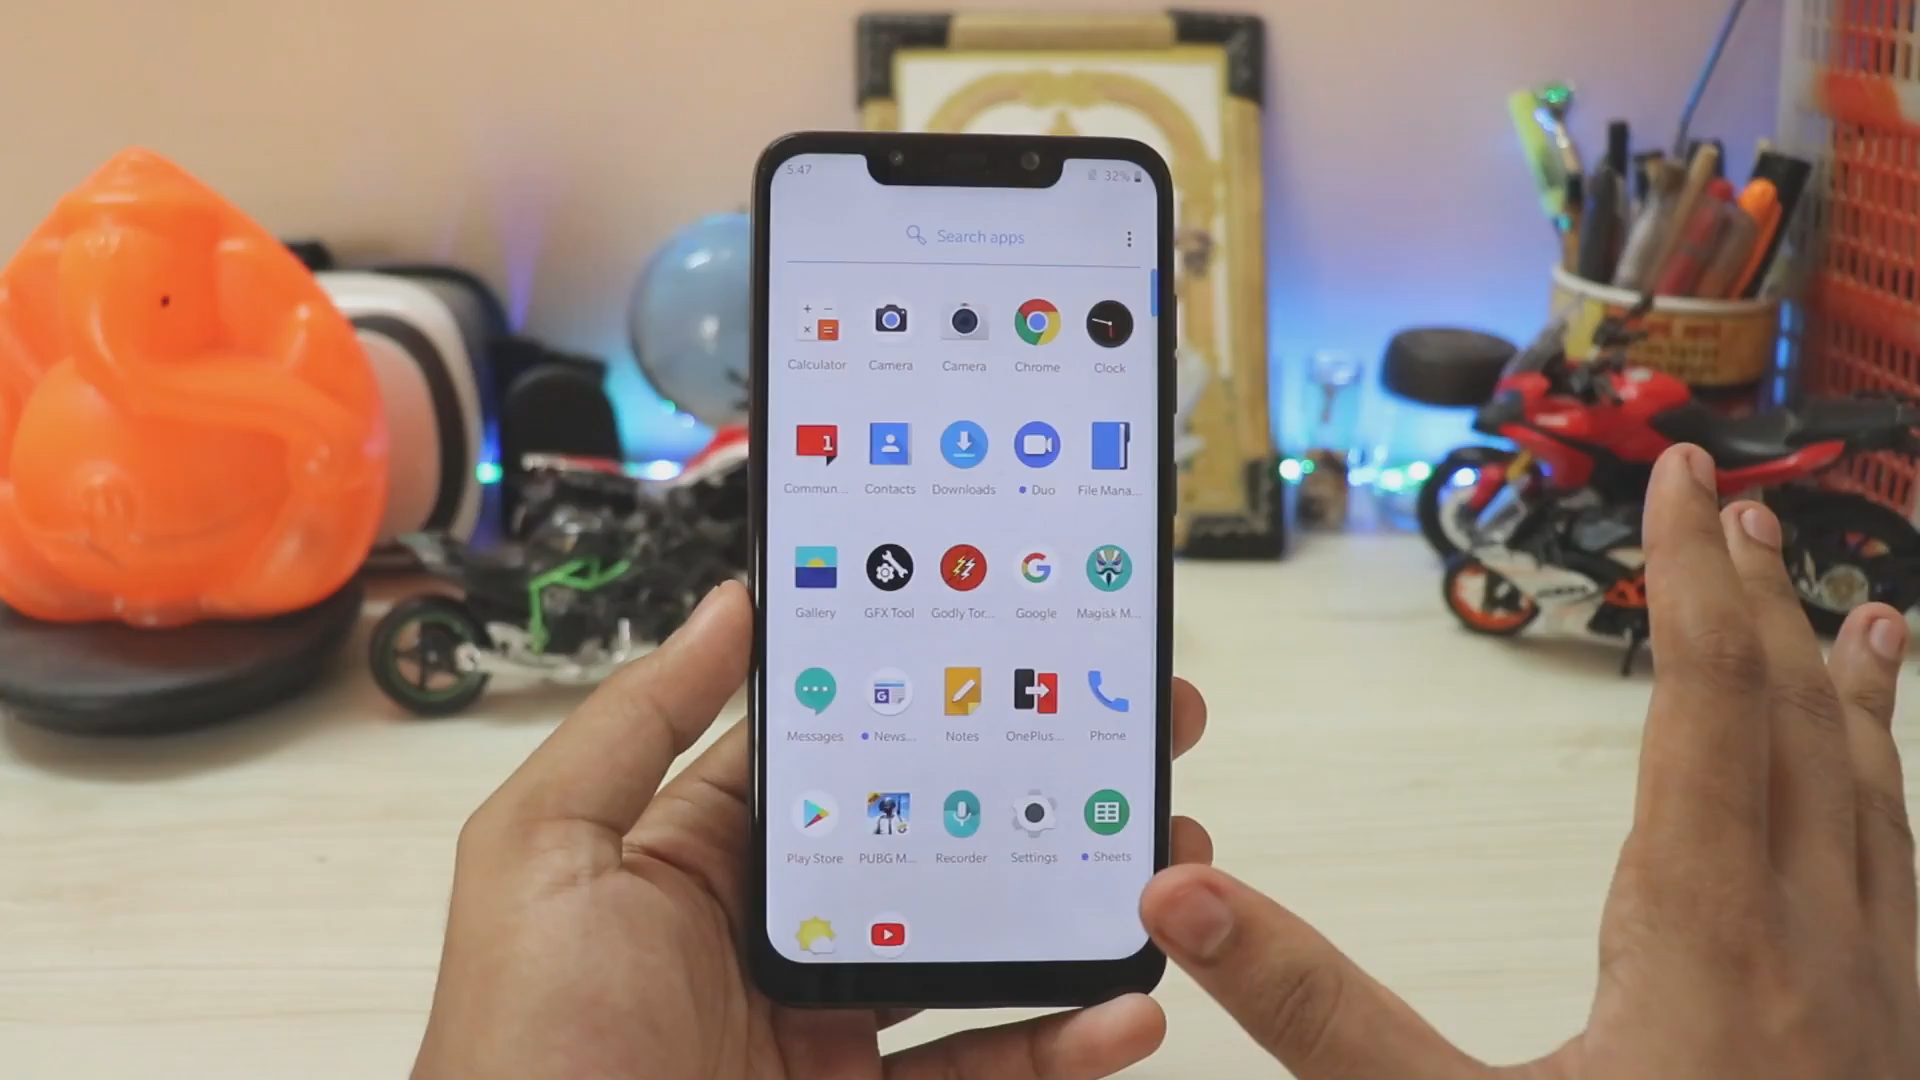 5:47
32%
Search apps
Calculator Camera Camera Chrome Clock
1
Commun... Contacts Downloads Duo File Mana...
Gallery GFX Tool Godly Tor... Google Magisk M...
Messages News... Notes OnePlus... Phone
Play Store PUBG M... Recorder Settings Sheets